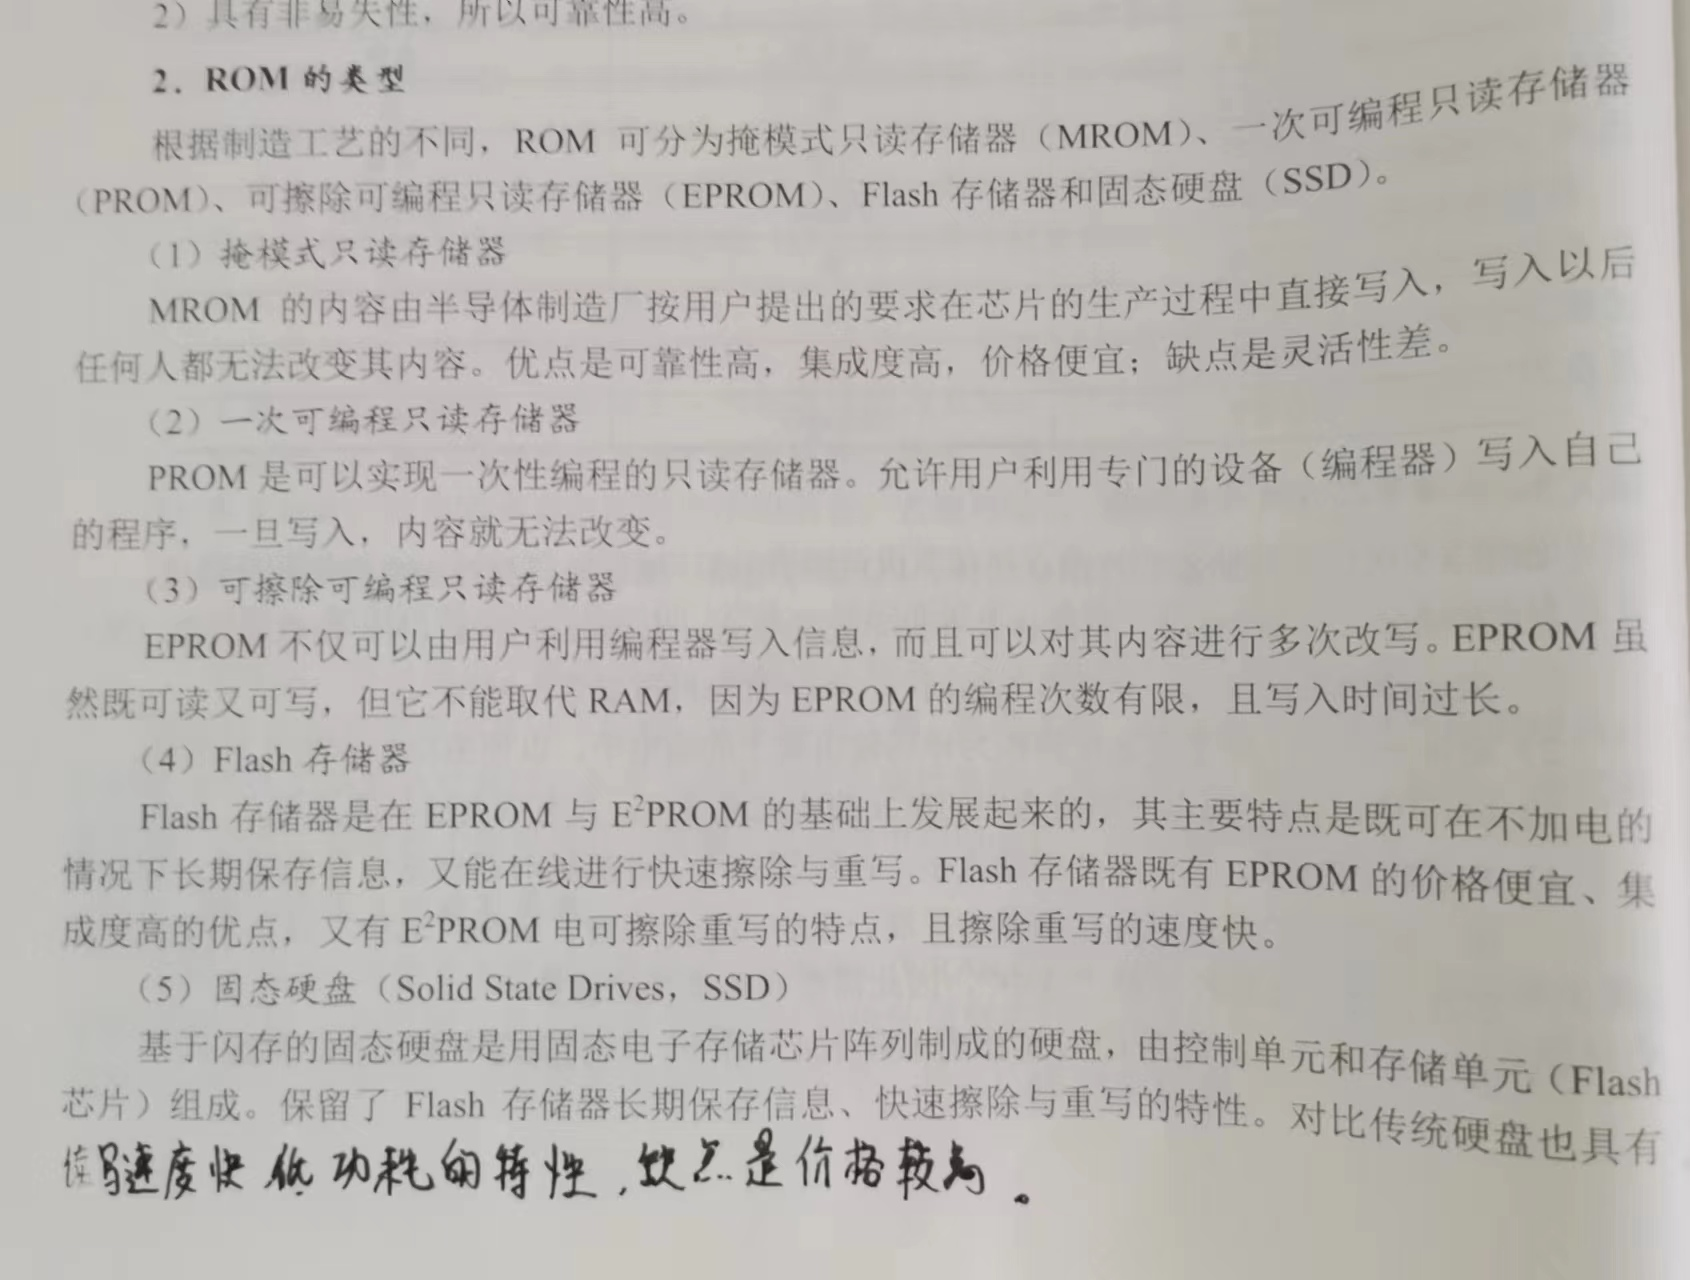 2）具有非易失性，所以可靠性高。
2．ROM 的类型
根据制造工艺的不同，ROM 可分为掩模式只读存储器（MROM）、一次可编程只读存储器
（PROM）、可擦除可编程只读存储器（EPROM）、Flash 存储器和固态硬盘（SSD）。
（1）掩模式只读存储器
MROM 的内容由半导体制造厂按用户提出的要求在芯片的生产过程中直接写入，写入以后
任何人都无法改变其内容。优点是可靠性高，集成度高，价格便宜；缺点是灵活性差。
（2）一次可编程只读存储器
PROM 是可以实现一次性编程的只读存储器。允许用户利用专门的设备（编程器）写入自己
的程序，一旦写入，内容就无法改变。
（3）可擦除可编程只读存储器
EPROM 不仅可以由用户利用编程器写入信息，而且可以对其内容进行多次改写。EPROM 虽
然既可读又可写，但它不能取代 RAM，因为 EPROM 的编程次数有限，且写入时间过长。
（4）Flash 存储器
Flash 存储器是在 EPROM 与 E²PROM 的基础上发展起来的，其主要特点是既可在不加电的
情况下长期保存信息，又能在线进行快速擦除与重写。Flash 存储器既有 EPROM 的价格便宜、集
成度高的优点，又有 E²PROM 电可擦除重写的特点，且擦除重写的速度快。
（5）固态硬盘（Solid State Drives，SSD）
基于闪存的固态硬盘是用固态电子存储芯片阵列制成的硬盘，由控制单元和存储单元（Flash
芯片）组成。保留了 Flash 存储器长期保存信息、快速擦除与重写的特性。对比传统硬盘也具有
读写速度快 低功耗的特性，缺点是价格较高。